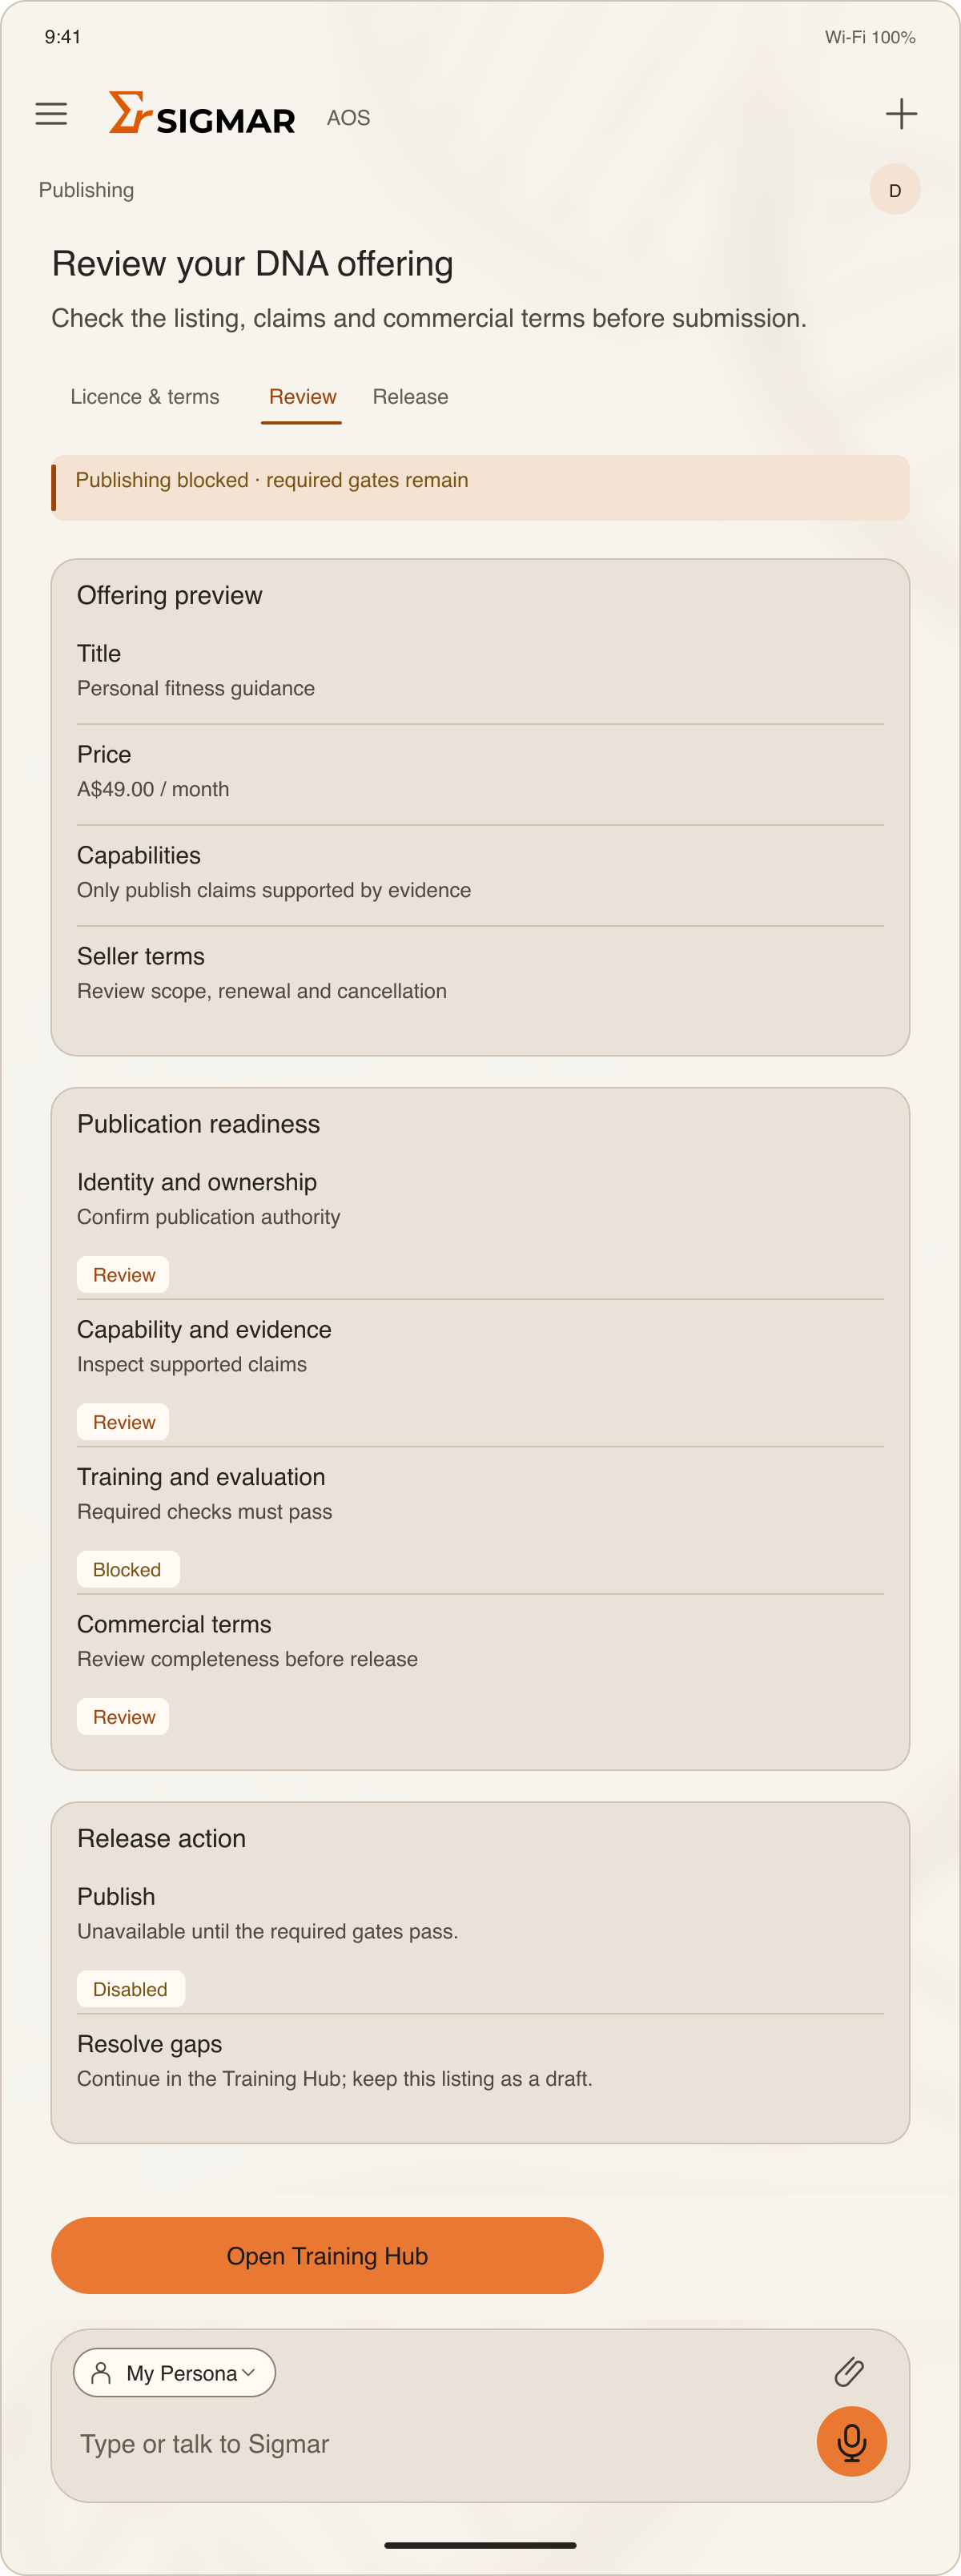 9:41
Wi-Fi 100%
Σr SIGMAR AOS
Publishing
D
Review your DNA offering
Check the listing, claims and commercial terms before submission.
Licence & terms
Review
Release
Publishing blocked · required gates remain
Offering preview
Title
Personal fitness guidance
Price
A$49.00 / month
Capabilities
Only publish claims supported by evidence
Seller terms
Review scope, renewal and cancellation
Publication readiness
Identity and ownership
Confirm publication authority
Review
Capability and evidence
Inspect supported claims
Review
Training and evaluation
Required checks must pass
Blocked
Commercial terms
Review completeness before release
Review
Release action
Publish
Unavailable until the required gates pass.
Disabled
Resolve gaps
Continue in the Training Hub; keep this listing as a draft.
Open Training Hub
My Persona
Type or talk to Sigmar